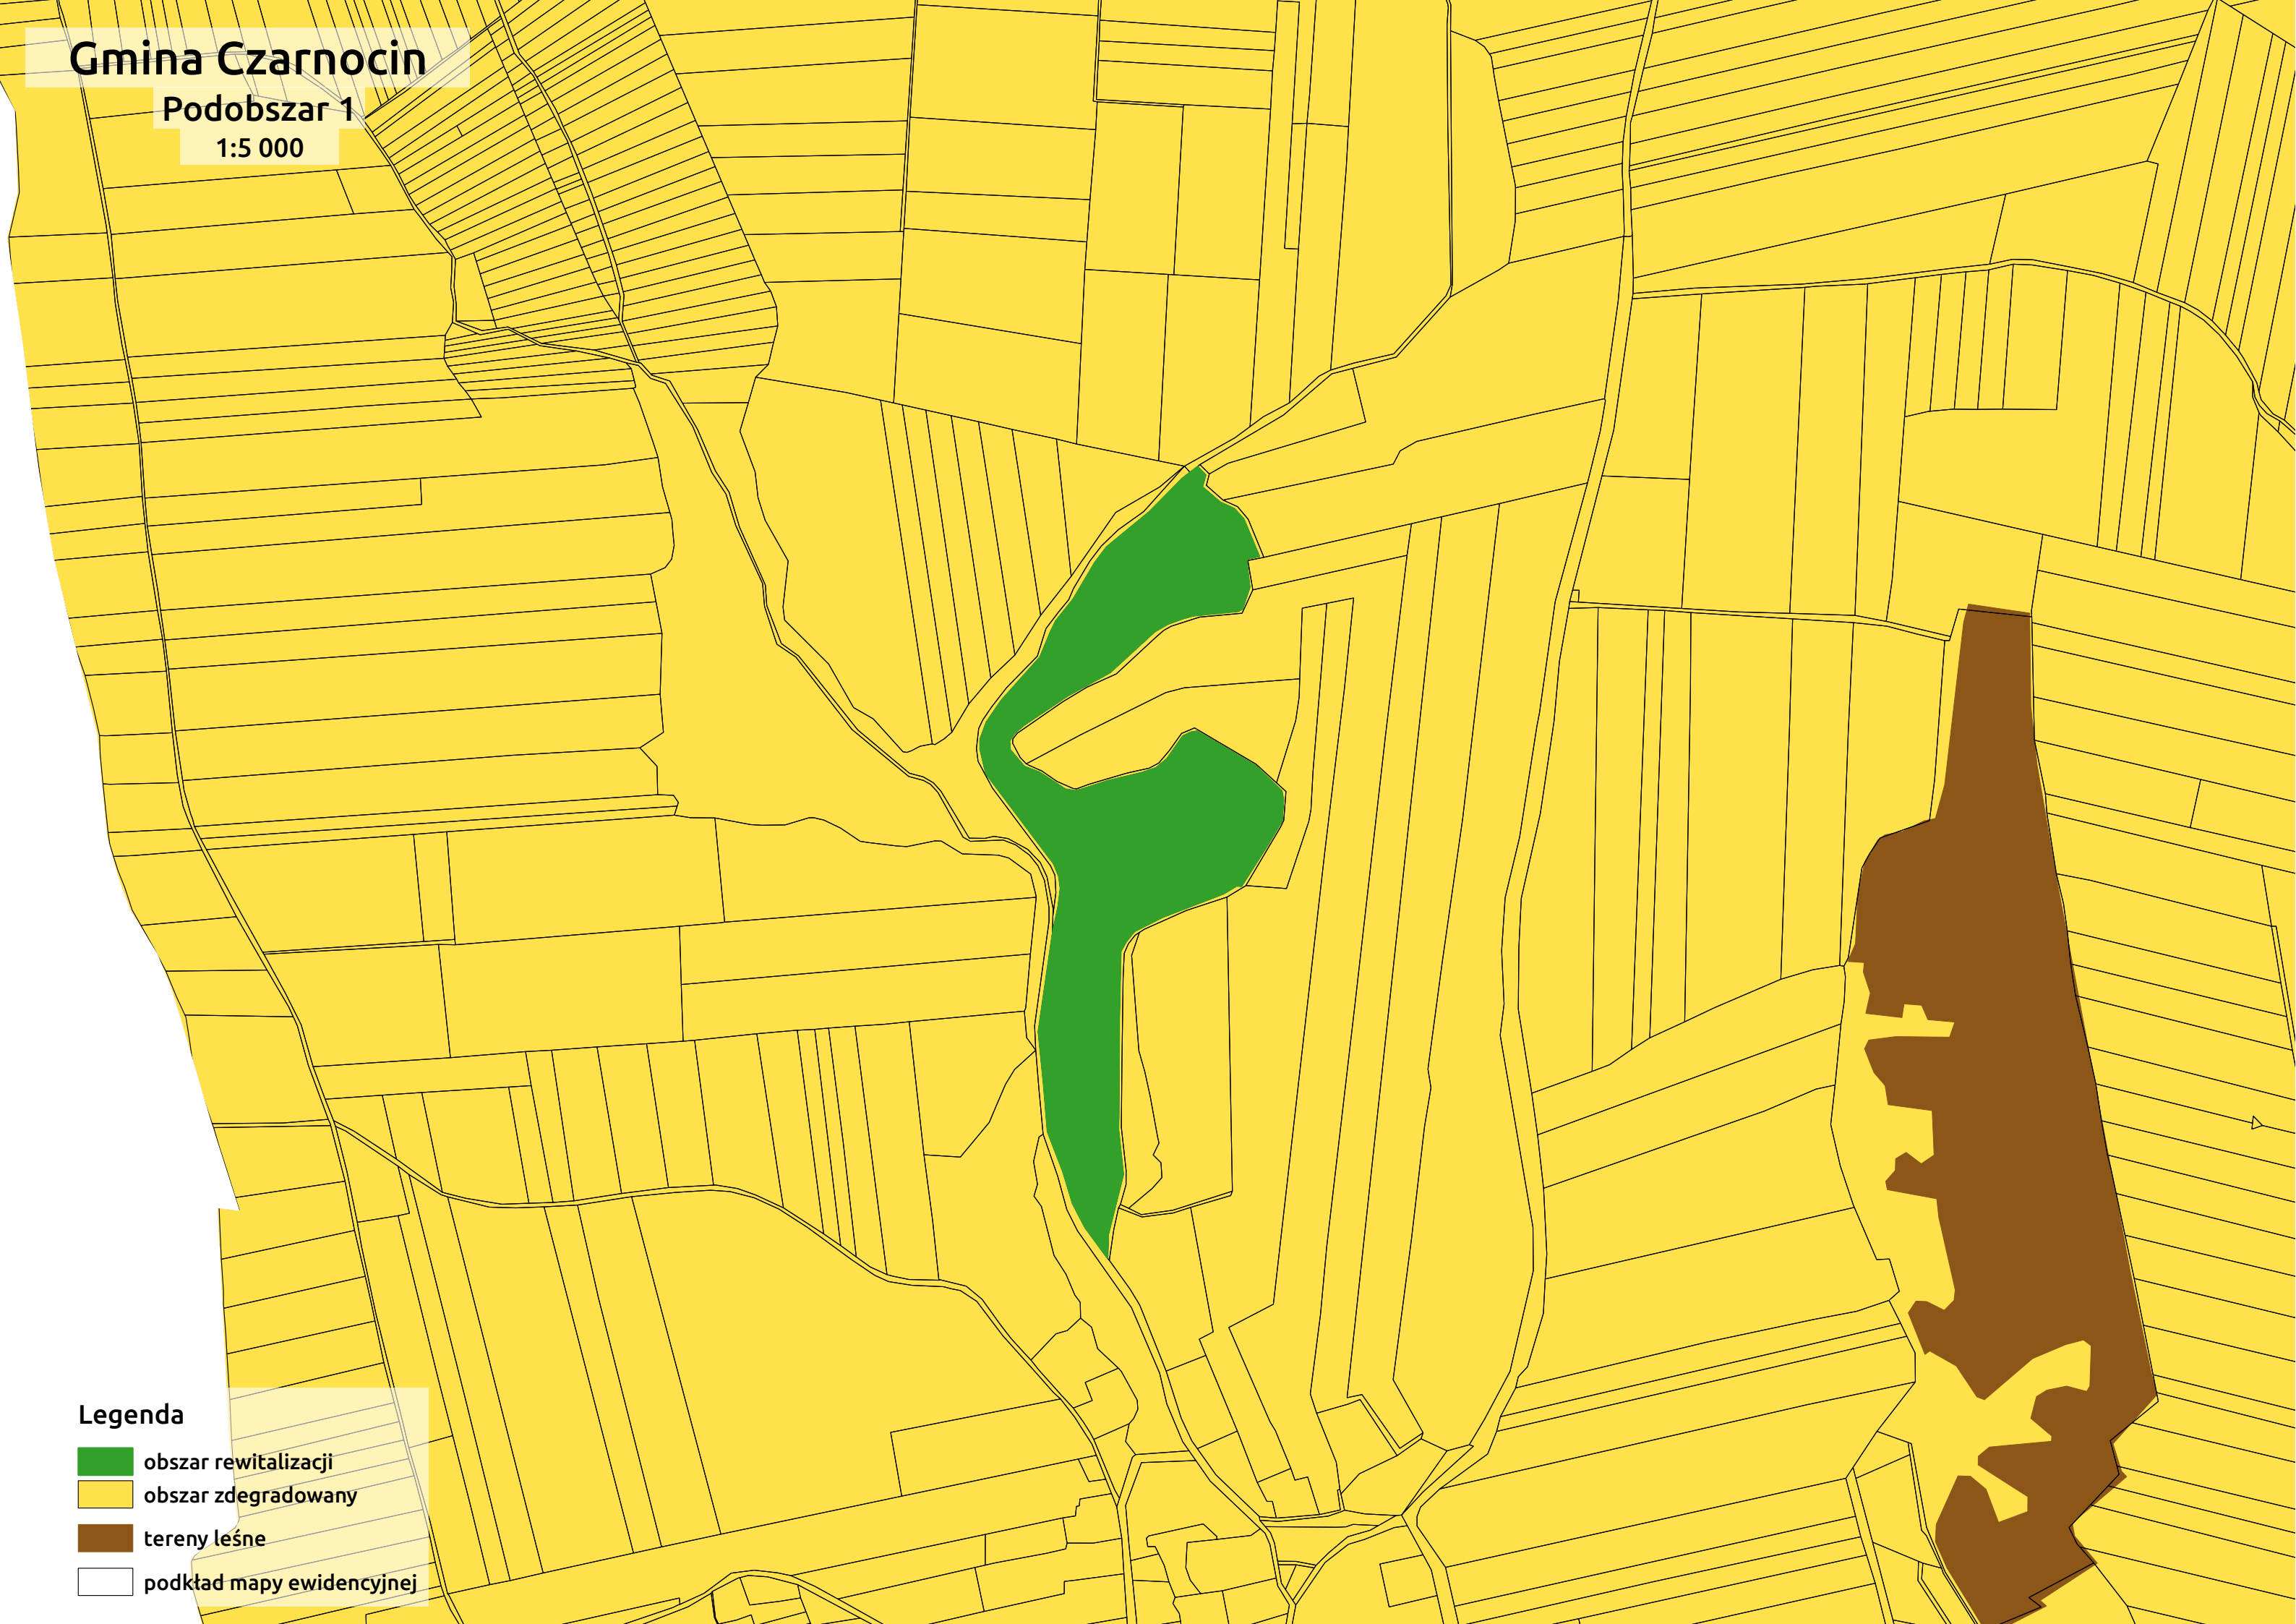 Gmina Czarnocin
Podobszar 1
1:5 000
Legenda
obszar rewitalizacji
obszar zdegradowany
tereny leśne
podkład mapy ewidencyjnej